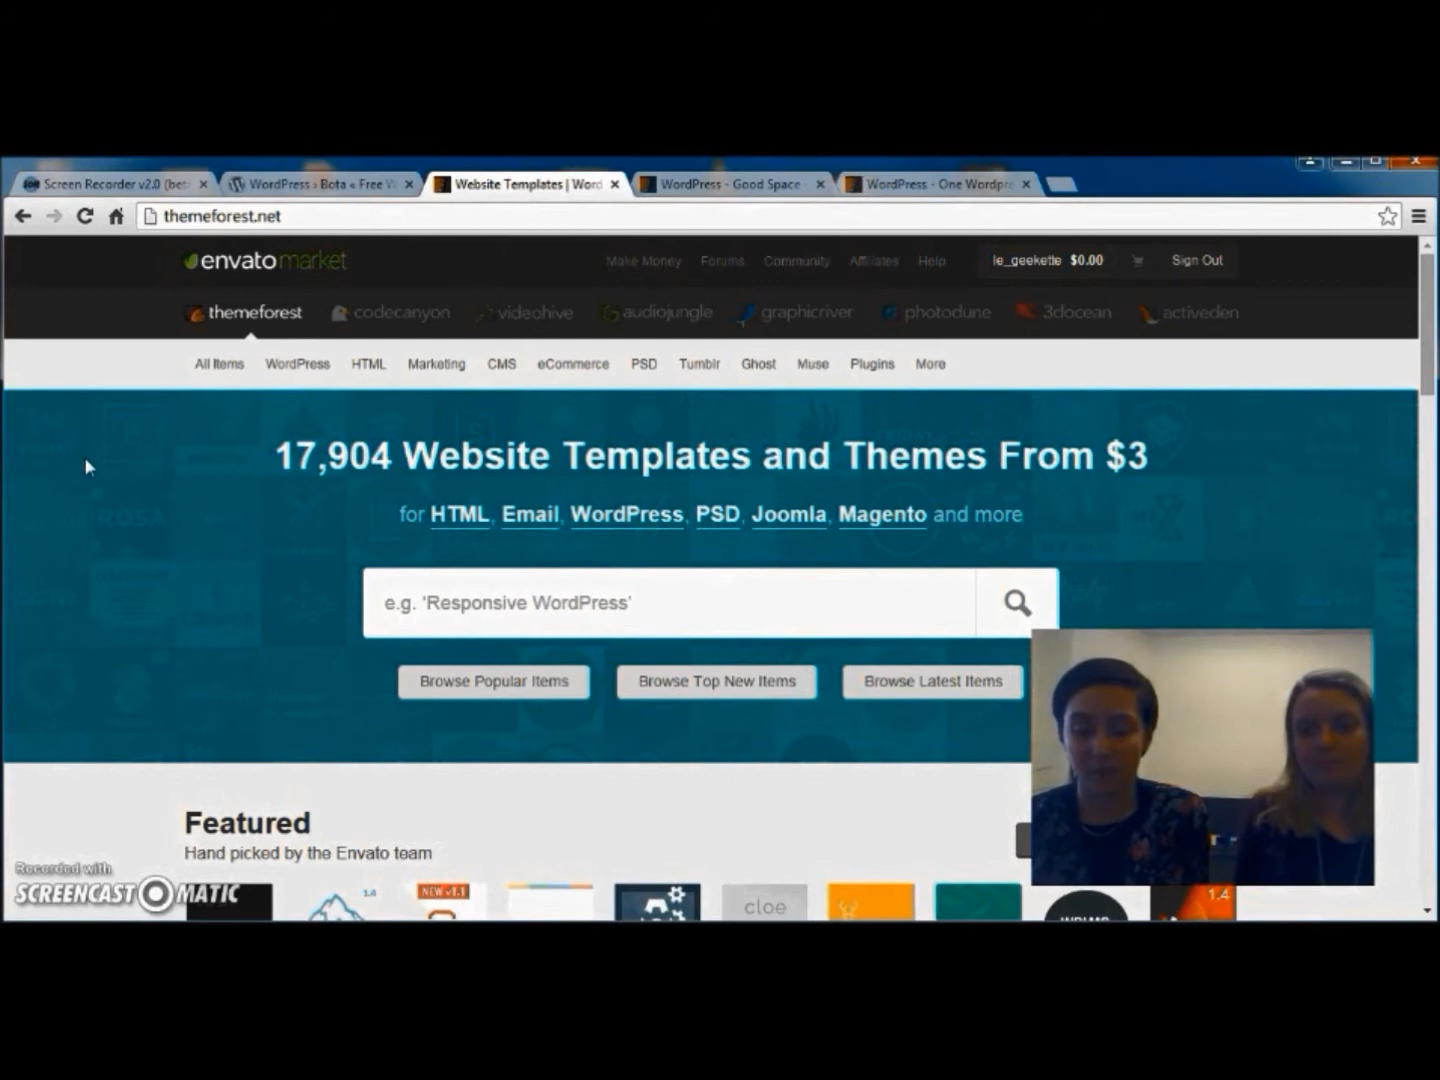 Screen Recorder v2.0 (bet
WordPress › Bota « Free W
Website Templates | Word
WordPress - Good Space
WordPress - One Wordpre
themeforest.net
envatomarket
Make Money Forums Community Affiliates Help
le_geekette $0.00
Sign Out
themeforest codecanyon videohive audiojungle graphicriver photodune 3docean activeden
All Items WordPress HTML Marketing CMS eCommerce PSD Tumblr Ghost Muse Plugins More
17,904 Website Templates and Themes From $3
for HTML, Email, WordPress, PSD, Joomla, Magento and more
e.g. 'Responsive WordPress'
Browse Popular Items Browse Top New Items Browse Latest Items
ROSA
Featured
Hand picked by the Envato team
Recorded with
SCREENCAST-O-MATIC
1.4
NEW v1.1
cloe
1.4